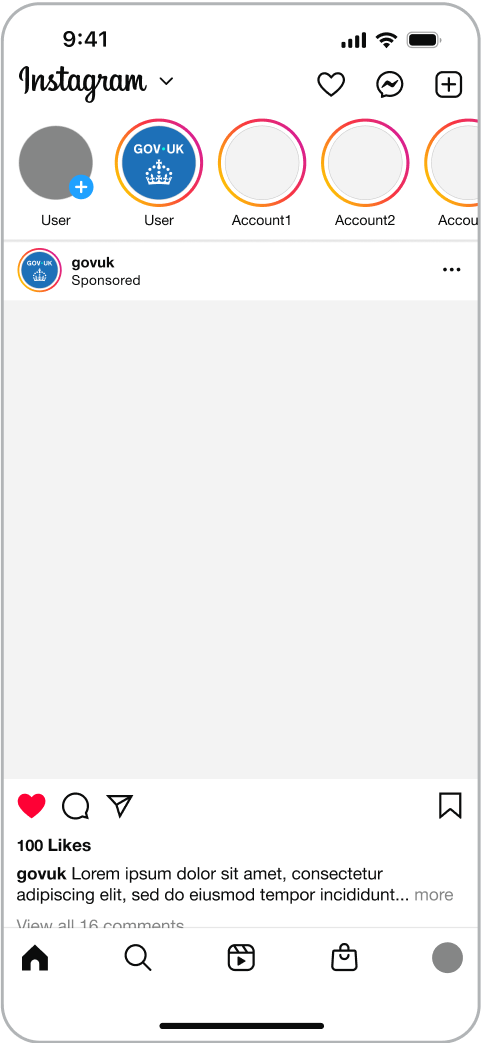 9:41
Instagram
GOV·UK
User
User
Account1
Account2
Accou
GOV·UK
govuk
Sponsored
100 Likes
govuk Lorem ipsum dolor sit amet, consectetur
adipiscing elit, sed do eiusmod tempor incididunt... more
View all 16 comments